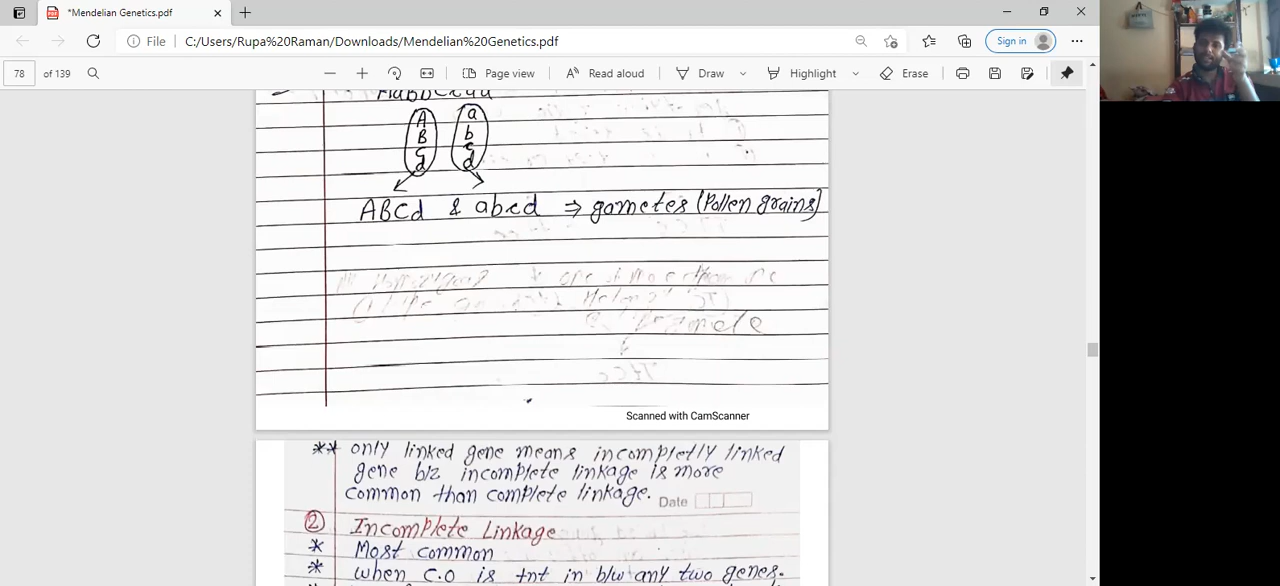 *Mendelian Genetics.pdf
File C:/Users/Rupa%20Raman/Downloads/Mendelian%20Genetics.pdf
Sign in
78 of 139
Page view
Read aloud
Draw
Highlight
Erase
A a
B b
C c
d d
ABCd & abcd ⇒ gametes (Pollen grains)
Scanned with CamScanner
** only linked gene means incompletly linked
gene b/z incomplete linkage is more
common than complete linkage.
Date
② Incomplete Linkage
* Most common
* when C.O is tnt in b/w any two genes.